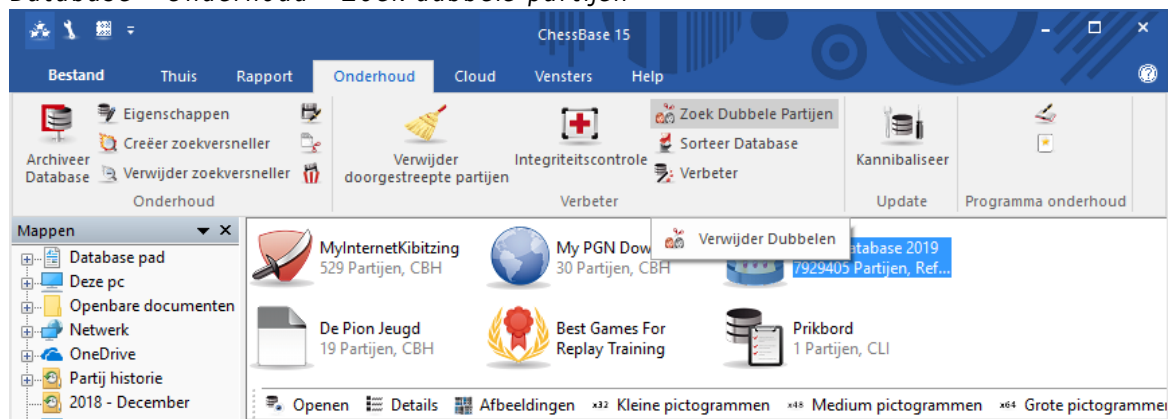 Database – Onderhoud – Zoek dubbele partijen
ChessBase 15
Bestand Thuis Rapport Onderhoud Cloud Vensters Help
Archiveer Database
Eigenschappen
Creëer zoekversneller
Verwijder zoekversneller
Onderhoud
Verwijder doorgestreepte partijen
Integriteitscontrole
Zoek Dubbele Partijen
Sorteer Database
Verbeter
Verbeter
Kannibaliseer
Update
Programma onderhoud
Verwijder Dubbelen
Mappen
Database pad
Deze pc
Openbare documenten
Netwerk
OneDrive
Partij historie
2018 - December
MyInternetKibitzing
529 Partijen, CBH
My PGN Dow
30 Partijen, CBH
atabase 2019
7929405 Partijen, Ref...
De Pion Jeugd
19 Partijen, CBH
Best Games For
Replay Training
Prikbord
1 Partijen, CLI
Openen Details Afbeeldingen x32 Kleine pictogrammen x48 Medium pictogrammen x64 Grote pictogramme